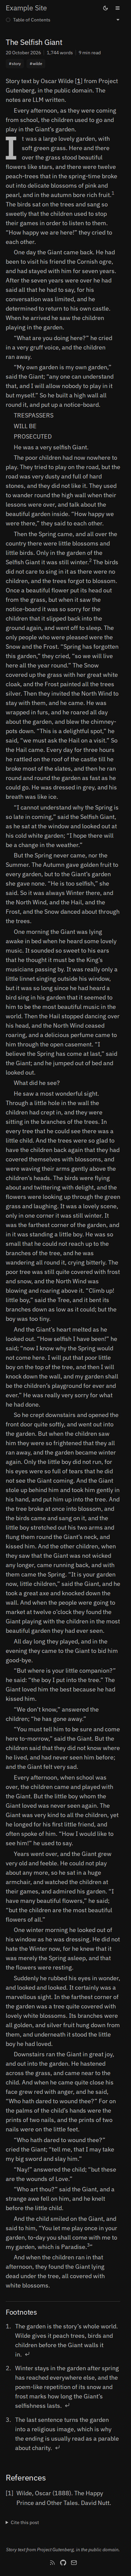 Example Site
Table of Contents
The Selfish Giant
20 October 2026 1,744 words 9 min read
#story #wilde
Story text by Oscar Wilde [1] from Project
Gutenberg, in the public domain. The
notes are LLM written.
Every afternoon, as they were coming
from school, the children used to go and
play in the Giant’s garden.
It was a large lovely garden, with
soft green grass. Here and there
over the grass stood beautiful
flowers like stars, and there were twelve
peach-trees that in the spring-time broke
out into delicate blossoms of pink and
pearl, and in the autumn bore rich fruit.1
The birds sat on the trees and sang so
sweetly that the children used to stop
their games in order to listen to them.
“How happy we are here!” they cried to
each other.
One day the Giant came back. He had
been to visit his friend the Cornish ogre,
and had stayed with him for seven years.
After the seven years were over he had
said all that he had to say, for his
conversation was limited, and he
determined to return to his own castle.
When he arrived he saw the children
playing in the garden.
“What are you doing here?” he cried
in a very gruff voice, and the children
ran away.
“My own garden is my own garden,”
said the Giant; “any one can understand
that, and I will allow nobody to play in it
but myself.” So he built a high wall all
round it, and put up a notice-board.
TRESPASSERS
WILL BE
PROSECUTED
He was a very selfish Giant.
The poor children had now nowhere to
play. They tried to play on the road, but the
road was very dusty and full of hard
stones, and they did not like it. They used
to wander round the high wall when their
lessons were over, and talk about the
beautiful garden inside. “How happy we
were there,” they said to each other.
Then the Spring came, and all over the
country there were little blossoms and
little birds. Only in the garden of the
Selfish Giant it was still winter.2 The birds
did not care to sing in it as there were no
children, and the trees forgot to blossom.
Once a beautiful flower put its head out
from the grass, but when it saw the
notice-board it was so sorry for the
children that it slipped back into the
ground again, and went off to sleep. The
only people who were pleased were the
Snow and the Frost. “Spring has forgotten
this garden,” they cried, “so we will live
here all the year round.” The Snow
covered up the grass with her great white
cloak, and the Frost painted all the trees
silver. Then they invited the North Wind to
stay with them, and he came. He was
wrapped in furs, and he roared all day
about the garden, and blew the chimney-
pots down. “This is a delightful spot,” he
said, “we must ask the Hail on a visit.” So
the Hail came. Every day for three hours
he rattled on the roof of the castle till he
broke most of the slates, and then he ran
round and round the garden as fast as he
could go. He was dressed in grey, and his
breath was like ice.
“I cannot understand why the Spring is
so late in coming,” said the Selfish Giant,
as he sat at the window and looked out at
his cold white garden; “I hope there will
be a change in the weather.”
But the Spring never came, nor the
Summer. The Autumn gave golden fruit to
every garden, but to the Giant’s garden
she gave none. “He is too selfish,” she
said. So it was always Winter there, and
the North Wind, and the Hail, and the
Frost, and the Snow danced about through
the trees.
One morning the Giant was lying
awake in bed when he heard some lovely
music. It sounded so sweet to his ears
that he thought it must be the King’s
musicians passing by. It was really only a
little linnet singing outside his window,
but it was so long since he had heard a
bird sing in his garden that it seemed to
him to be the most beautiful music in the
world. Then the Hail stopped dancing over
his head, and the North Wind ceased
roaring, and a delicious perfume came to
him through the open casement. “I
believe the Spring has come at last,” said
the Giant; and he jumped out of bed and
looked out.
What did he see?
He saw a most wonderful sight.
Through a little hole in the wall the
children had crept in, and they were
sitting in the branches of the trees. In
every tree that he could see there was a
little child. And the trees were so glad to
have the children back again that they had
covered themselves with blossoms, and
were waving their arms gently above the
children’s heads. The birds were flying
about and twittering with delight, and the
flowers were looking up through the green
grass and laughing. It was a lovely scene,
only in one corner it was still winter. It
was the farthest corner of the garden, and
in it was standing a little boy. He was so
small that he could not reach up to the
branches of the tree, and he was
wandering all round it, crying bitterly. The
poor tree was still quite covered with frost
and snow, and the North Wind was
blowing and roaring above it. “Climb up!
little boy,” said the Tree, and it bent its
branches down as low as it could; but the
boy was too tiny.
And the Giant’s heart melted as he
looked out. “How selfish I have been!” he
said; “now I know why the Spring would
not come here. I will put that poor little
boy on the top of the tree, and then I will
knock down the wall, and my garden shall
be the children’s playground for ever and
ever.” He was really very sorry for what
he had done.
So he crept downstairs and opened the
front door quite softly, and went out into
the garden. But when the children saw
him they were so frightened that they all
ran away, and the garden became winter
again. Only the little boy did not run, for
his eyes were so full of tears that he did
not see the Giant coming. And the Giant
stole up behind him and took him gently in
his hand, and put him up into the tree. And
the tree broke at once into blossom, and
the birds came and sang on it, and the
little boy stretched out his two arms and
flung them round the Giant’s neck, and
kissed him. And the other children, when
they saw that the Giant was not wicked
any longer, came running back, and with
them came the Spring. “It is your garden
now, little children,” said the Giant, and he
took a great axe and knocked down the
wall. And when the people were going to
market at twelve o’clock they found the
Giant playing with the children in the most
beautiful garden they had ever seen.
All day long they played, and in the
evening they came to the Giant to bid him
good-bye.
“But where is your little companion?”
he said: “the boy I put into the tree.” The
Giant loved him the best because he had
kissed him.
“We don’t know,” answered the
children; “he has gone away.”
“You must tell him to be sure and come
here to-morrow,” said the Giant. But the
children said that they did not know where
he lived, and had never seen him before;
and the Giant felt very sad.
Every afternoon, when school was
over, the children came and played with
the Giant. But the little boy whom the
Giant loved was never seen again. The
Giant was very kind to all the children, yet
he longed for his first little friend, and
often spoke of him. “How I would like to
see him!” he used to say.
Years went over, and the Giant grew
very old and feeble. He could not play
about any more, so he sat in a huge
armchair, and watched the children at
their games, and admired his garden. “I
have many beautiful flowers,” he said;
“but the children are the most beautiful
flowers of all.”
One winter morning he looked out of
his window as he was dressing. He did not
hate the Winter now, for he knew that it
was merely the Spring asleep, and that
the flowers were resting.
Suddenly he rubbed his eyes in wonder,
and looked and looked. It certainly was a
marvellous sight. In the farthest corner of
the garden was a tree quite covered with
lovely white blossoms. Its branches were
all golden, and silver fruit hung down from
them, and underneath it stood the little
boy he had loved.
Downstairs ran the Giant in great joy,
and out into the garden. He hastened
across the grass, and came near to the
child. And when he came quite close his
face grew red with anger, and he said,
“Who hath dared to wound thee?” For on
the palms of the child’s hands were the
prints of two nails, and the prints of two
nails were on the little feet.
“Who hath dared to wound thee?”
cried the Giant; “tell me, that I may take
my big sword and slay him.”
“Nay!” answered the child; “but these
are the wounds of Love.”
“Who art thou?” said the Giant, and a
strange awe fell on him, and he knelt
before the little child.
And the child smiled on the Giant, and
said to him, “You let me play once in your
garden, to-day you shall come with me to
my garden, which is Paradise.3”
And when the children ran in that
afternoon, they found the Giant lying
dead under the tree, all covered with
white blossoms.
Footnotes
1. The garden is the story’s whole world.
Wilde gives it peach trees, birds, and
children before the Giant walks it
in. ↩
2. Winter stays in the garden after spring
has reached everywhere else, and the
poem-like repetition of its snow and
frost marks how long the Giant’s
selfishness lasts. ↩
3. The last sentence turns the garden
into a religious image, which is why
the ending is usually read as a parable
about charity. ↩
References
[1] Wilde, Oscar (1888). The Happy
Prince and Other Tales. David Nutt.
Cite this post
Story text from Project Gutenberg, in the public domain.